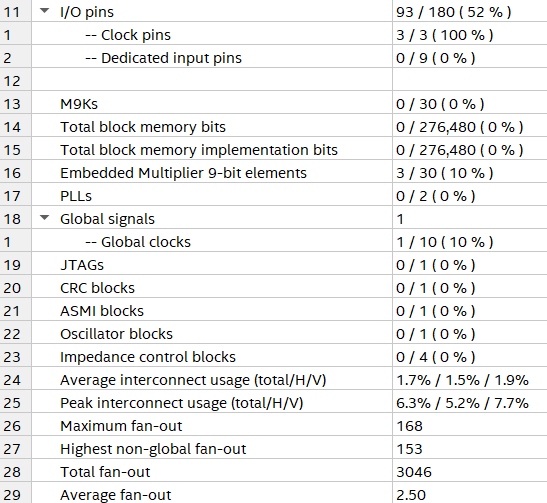 11 I/O pins 93 / 180 ( 52 % )
1 -- Clock pins 3 / 3 ( 100 % )
2 -- Dedicated input pins 0 / 9 ( 0 % )
12
13 M9Ks 0 / 30 ( 0 % )
14 Total block memory bits 0 / 276,480 ( 0 % )
15 Total block memory implementation bits 0 / 276,480 ( 0 % )
16 Embedded Multiplier 9-bit elements 3 / 30 ( 10 % )
17 PLLs 0 / 2 ( 0 % )
18 Global signals 1
1 -- Global clocks 1 / 10 ( 10 % )
19 JTAGs 0 / 1 ( 0 % )
20 CRC blocks 0 / 1 ( 0 % )
21 ASMI blocks 0 / 1 ( 0 % )
22 Oscillator blocks 0 / 1 ( 0 % )
23 Impedance control blocks 0 / 4 ( 0 % )
24 Average interconnect usage (total/H/V) 1.7% / 1.5% / 1.9%
25 Peak interconnect usage (total/H/V) 6.3% / 5.2% / 7.7%
26 Maximum fan-out 168
27 Highest non-global fan-out 153
28 Total fan-out 3046
29 Average fan-out 2.50